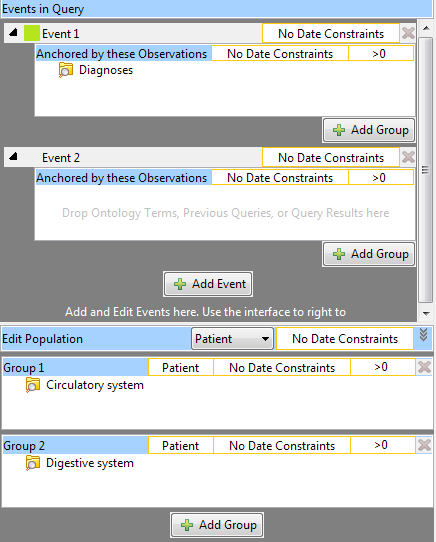 Events in Query
Event 1 No Date Constraints
Anchored by these Observations No Date Constraints >0
Diagnoses
Add Group
Event 2 No Date Constraints
Anchored by these Observations No Date Constraints >0
Drop Ontology Terms, Previous Queries, or Query Results here
Add Group
Add Event
Add and Edit Events here. Use the interface to right to
Edit Population Patient No Date Constraints
Group 1 Patient No Date Constraints >0
Circulatory system
Group 2 Patient No Date Constraints >0
Digestive system
Add Group